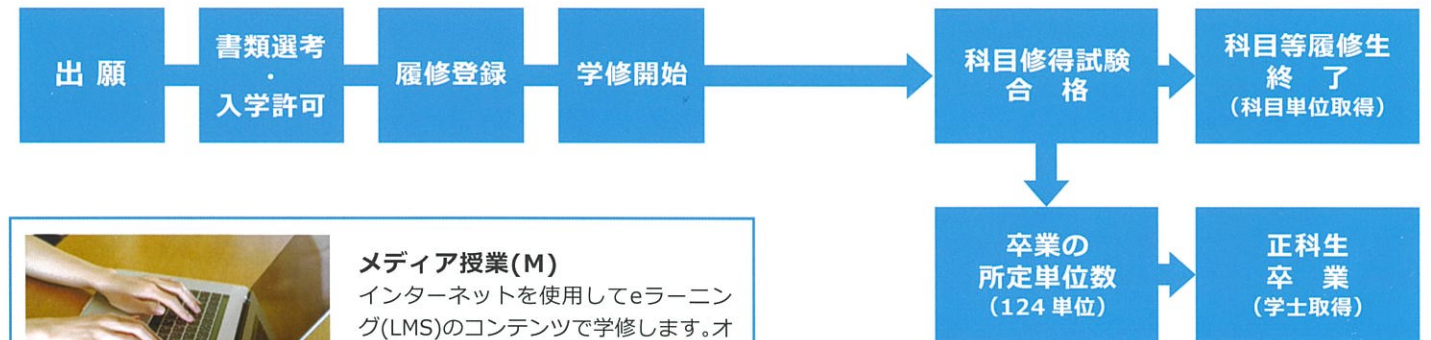 出 願
書類選考
・
入学許可
履修登録
学修開始
科目修得試験
合 格
科目等履修生
終 了
（科目単位取得）
卒業の
所定単位数
（124 単位）
正科生
卒 業
（学士取得）
メディア授業(M)
インターネットを使用してeラーニン
グ(LMS)のコンテンツで学修します。オ